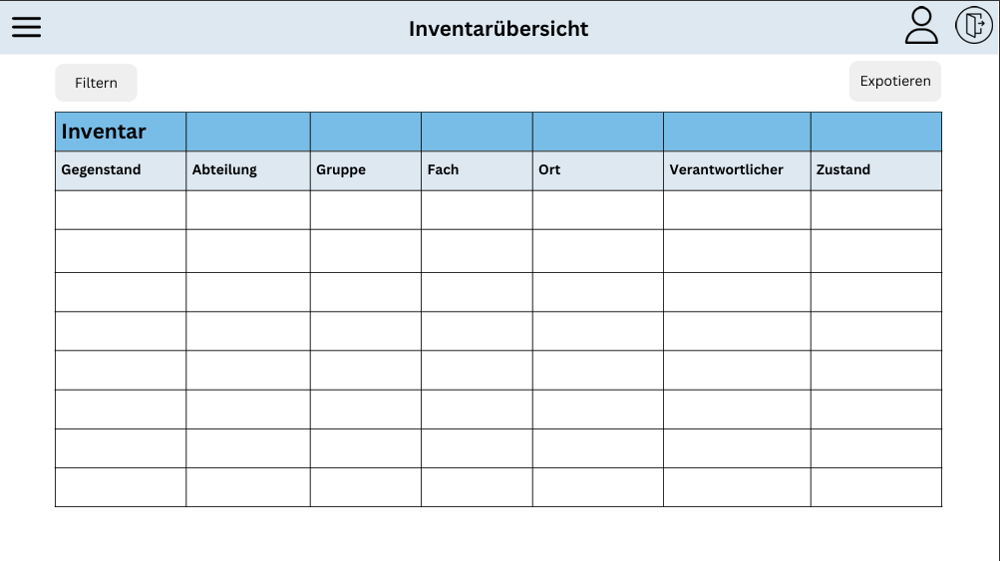 Inventarübersicht
Filtern
Expotieren
Inventar
Gegenstand Abteilung Gruppe Fach Ort Verantwortlicher Zustand